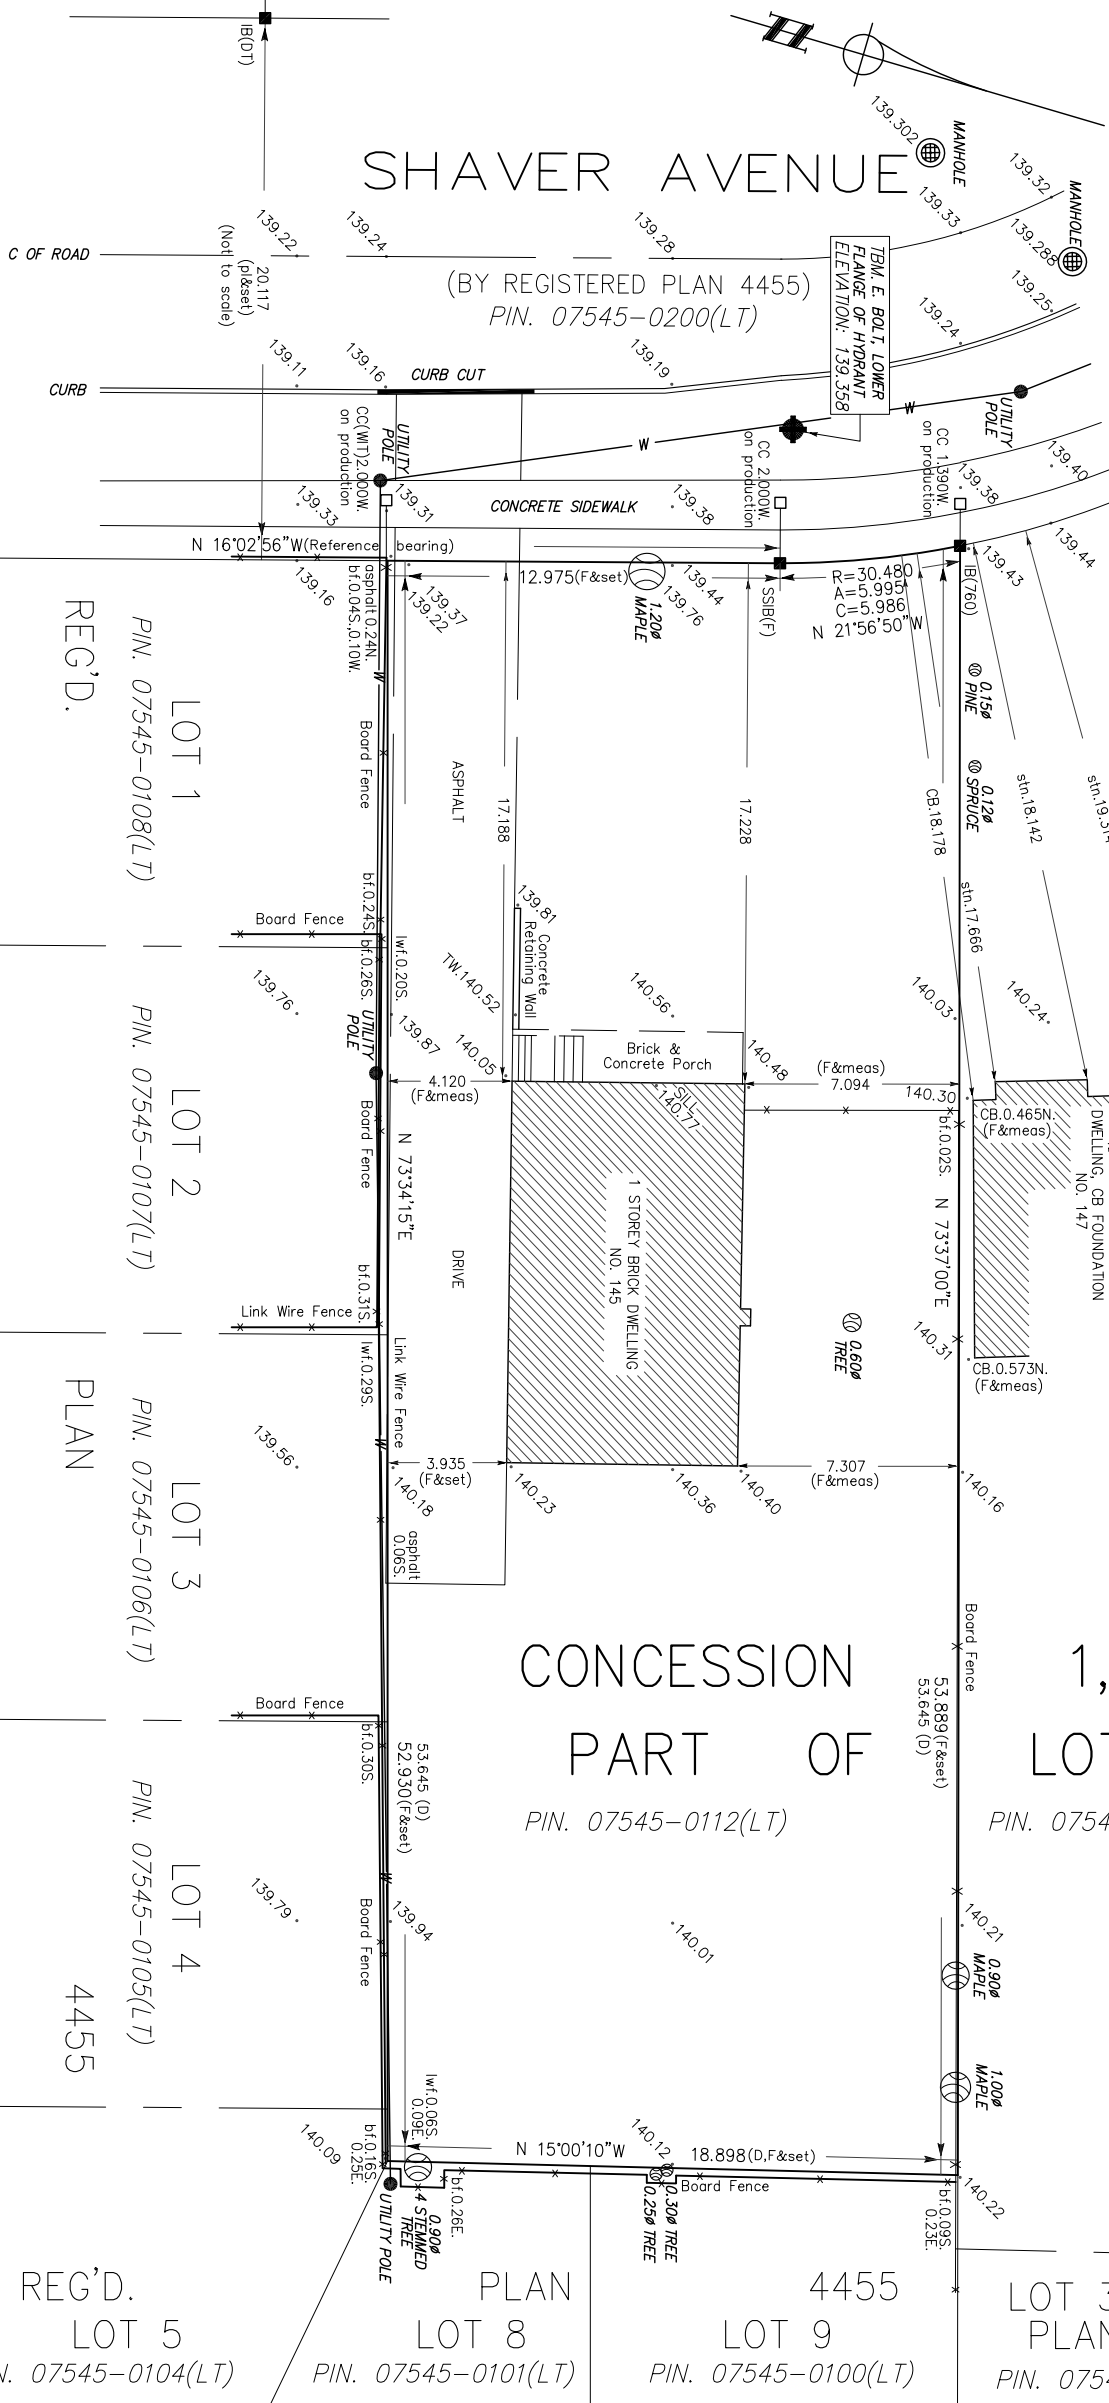 IB(DT)
139.302
MANHOLE
139.32
MANHOLE
139.33
139.288
SHAVER AVENUE
139.22
139.24
139.28
139.25
C OF ROAD
20.117
(pl&set)
(Not to scale)
(BY REGISTERED PLAN 4455)
PIN. 07545-0200(LT)
TBM. E. BOLT, LOWER
FLANGE OF HYDRANT
ELEVATION: 139.358
139.24
139.11
139.16
139.19
CURB CUT
CURB
W
W
UTILITY
POLE
UTILITY
POLE
CC(WIT)2.000W.
on production
CC 2.000W.
on production
CC 1.390W.
on production
139.40
139.38
139.33
139.31
CONCRETE SIDEWALK
139.38
139.44
N 16°02'56"W(Reference bearing)
139.43
IB(760)
139.16
asphalt 0.24N.
bf.0.04S.,0.10W.
139.37
139.22
12.975(F&set)
1.20ø
MAPLE
139.44
139.76
SSIB(F)
R=30.480
A=5.995
C=5.986
N 21°56'50"W
W
0.15ø
PINE
0.12ø
SPRUCE
REG'D.
PIN. 07545-0108(LT)
LOT 1
Board Fence
ASPHALT
17.188
17.228
CB.18.178
stn.18.142
stn.17.666
bf.0.24S.
Board Fence
lwf.0.20S.
bf.0.26S.
139.81
Concrete
Retaining Wall
TW.140.52
140.56
140.03
140.24
139.76
UTILITY
POLE
139.87
140.05
Brick &
Concrete Porch
140.48
(F&meas)
7.094
140.30
4.120
(F&meas)
SILL
140.77
CB.0.465N.
(F&meas)
DWELLING, CB FOUNDATION
NO. 147
bf.0.02S.
LOT 2
PIN. 07545-0107(LT)
Board Fence
N 73°34'15"E
1 STOREY BRICK DWELLING
NO. 145
N 73°37'00"E
DRIVE
bf.0.31S.
Link Wire Fence
lwf.0.29S.
Link Wire Fence
0.60ø
TREE
140.31
CB.0.573N.
(F&meas)
PLAN
PIN. 07545-0106(LT)
LOT 3
139.56
W
3.935
(F&set)
140.18
140.23
140.36
140.40
7.307
(F&meas)
140.16
asphalt
0.06S.
Board Fence
CONCESSION 1,
Board Fence
bf.0.30S.
53.645 (D)
52.930(F&set)
53.889(F&set)
53.645 (D)
PART OF LOT
PIN. 07545-0112(LT)
PIN. 0754
PIN. 07545-0105(LT)
LOT 4
4455
139.79
W
Board Fence
139.94
140.01
140.21
0.90ø
MAPLE
1.00ø
MAPLE
lwf.0.06S.
0.09E.
140.09
bf.0.16S.
0.25E.
N 15°00'10"W
140.12
18.898(D,F&set)
140.22
UTILITY POLE
0.90ø
4 STEMMED
TREE
bf.0.26E.
0.30ø TREE
0.25ø TREE
Board Fence
bf.0.09S.
0.23E.
REG'D. PLAN 4455
LOT 5
LOT 8
LOT 9
LOT 3
PLAN
07545-0104(LT)
PIN. 07545-0101(LT)
PIN. 07545-0100(LT)
PIN. 0754